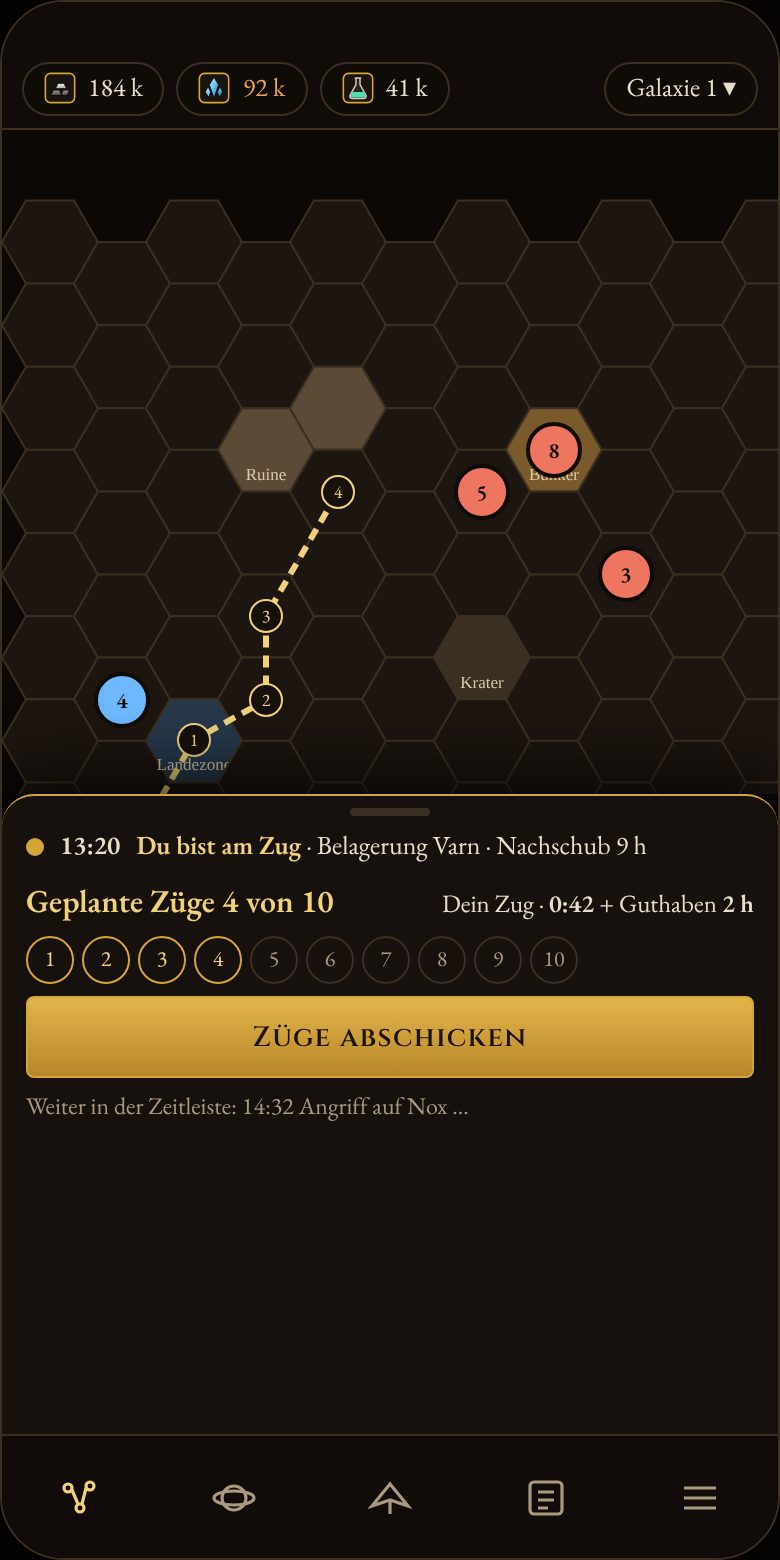 184 k 92 k 41 k Galaxie 1 ▼
8
Ruine Bunker
4 5
3
3
Krater
4 2
1
Landezone
13:20 Du bist am Zug · Belagerung Varn · Nachschub 9 h
Geplante Züge 4 von 10 Dein Zug · 0:42 + Guthaben 2 h
1 2 3 4 5 6 7 8 9 10
ZÜGE ABSCHICKEN
Weiter in der Zeitleiste: 14:32 Angriff auf Nox ...